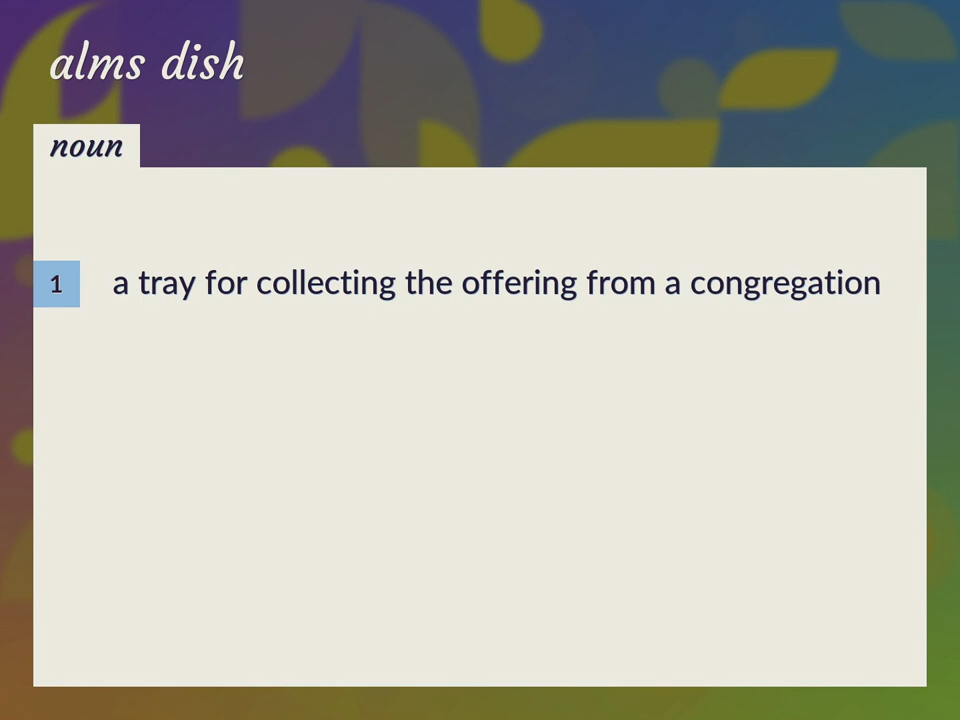 alms dish
noun
1 a tray for collecting the offering from a congregation